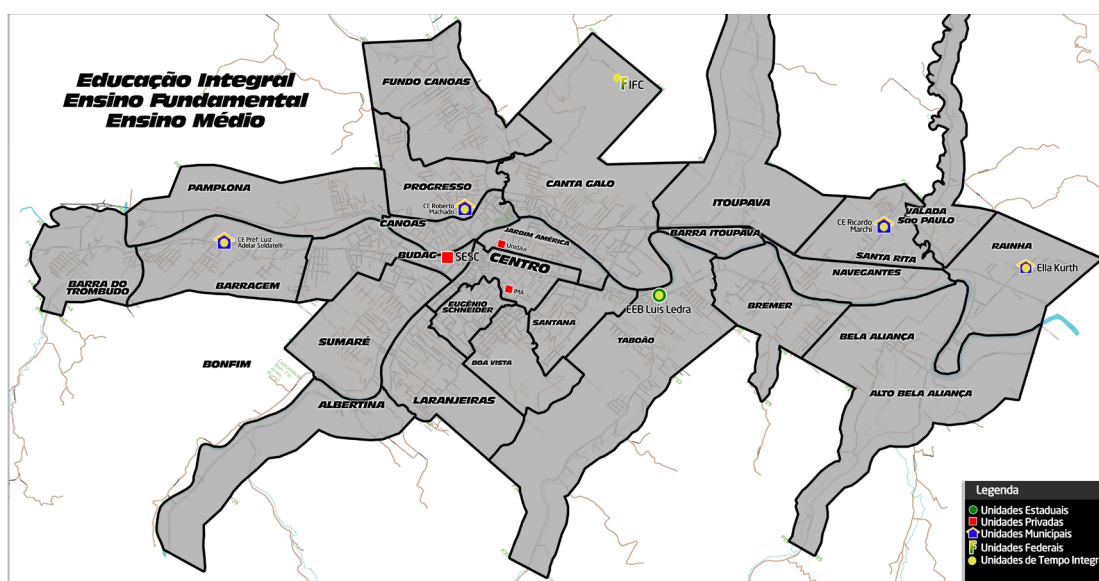 Educação Integral
Ensino Fundamental
Ensino Médio
FUNDO CANOAS
IFC
PAMPLONA
PROGRESSO
CANTA GALO
CE Roberto
Machado
ITOUPAVA
VALADA
São PAULO
CE Ricardo
Marchi
CANOAS
JARDIM AMÉRICA
BARRA ITOUPAVA
CE Pref. Luiz
Adelar Soldatelli
Unidavi
RAINHA
BUDAG
SESC
CENTRO
SANTA RITA
Ella Kurth
BARRA DO
TROMBUDO
BARRAGEM
NAVEGANTES
IMA
EUGÊNIO
SCHNEIDER
EEB Luis Ledra
BREMER
SANTANA
SUMARÉ
TABOÃO
BELA ALIANÇA
BONFIM
BOA VISTA
ALBERTINA
LARANJEIRAS
ALTO BELA ALIANÇA
Legenda
Unidades Estaduais
Unidades Privadas
Unidades Municipais
F Unidades Federais
Unidades de Tempo Integr